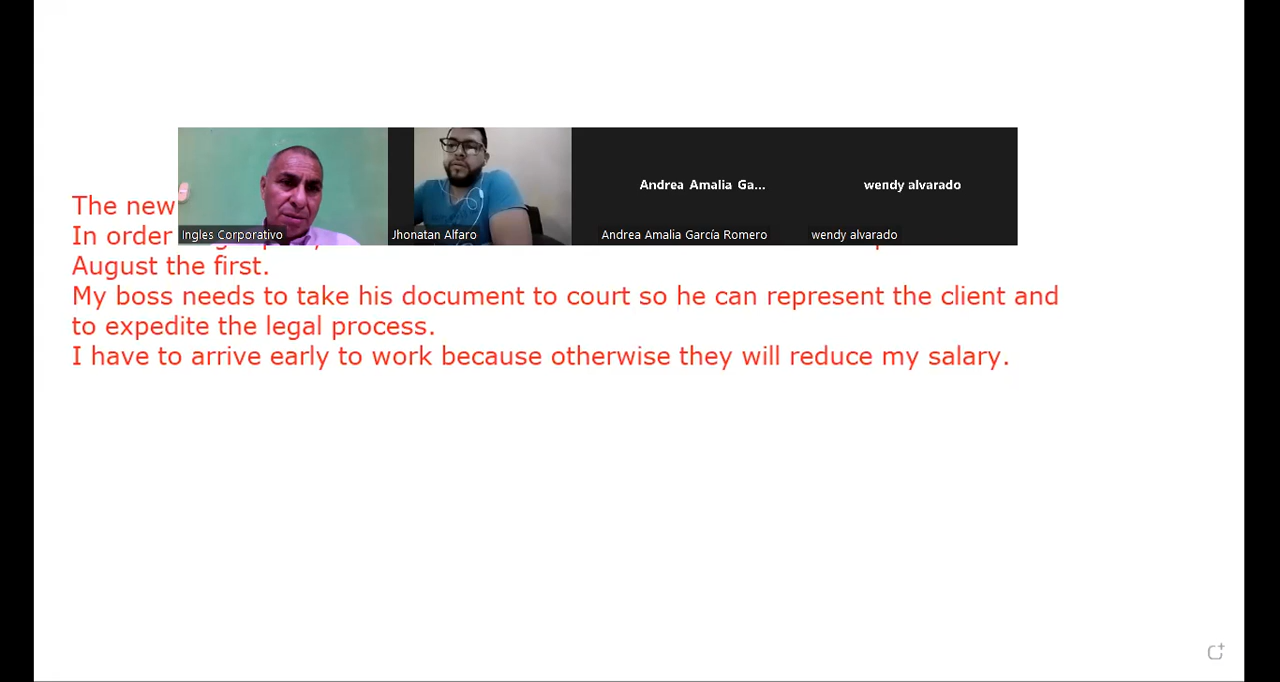 Andrea Amalia Ga...
wendy alvarado
The new
In order
Ingles Corporativo
Jhonatan Alfaro
Andrea Amalia García Romero
wendy alvarado
August the first.
My boss needs to take his document to court so he can represent the client and
to expedite the legal process.
I have to arrive early to work because otherwise they will reduce my salary.